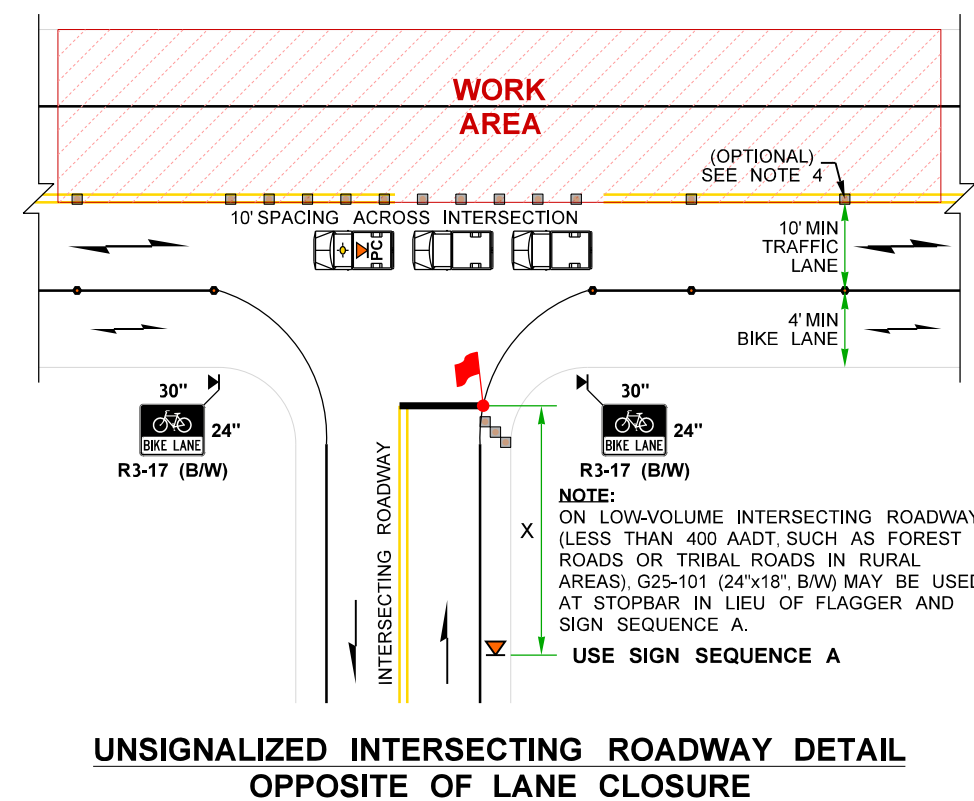 WORK
AREA
(OPTIONAL)
SEE NOTE 4
10' SPACING ACROSS INTERSECTION
PC
10' MIN
TRAFFIC
LANE
4' MIN
BIKE LANE
30"
24"
BIKE LANE
R3-17 (B/W)
30"
24"
BIKE LANE
R3-17 (B/W)
INTERSECTING ROADWAY
X
NOTE:
ON LOW-VOLUME INTERSECTING ROADWAY
(LESS THAN 400 AADT, SUCH AS FOREST
ROADS OR TRIBAL ROADS IN RURAL
AREAS), G25-101 (24"x18", B/W) MAY BE USED
AT STOPBAR IN LIEU OF FLAGGER AND
SIGN SEQUENCE A.
USE SIGN SEQUENCE A
UNSIGNALIZED INTERSECTING ROADWAY DETAIL
OPPOSITE OF LANE CLOSURE